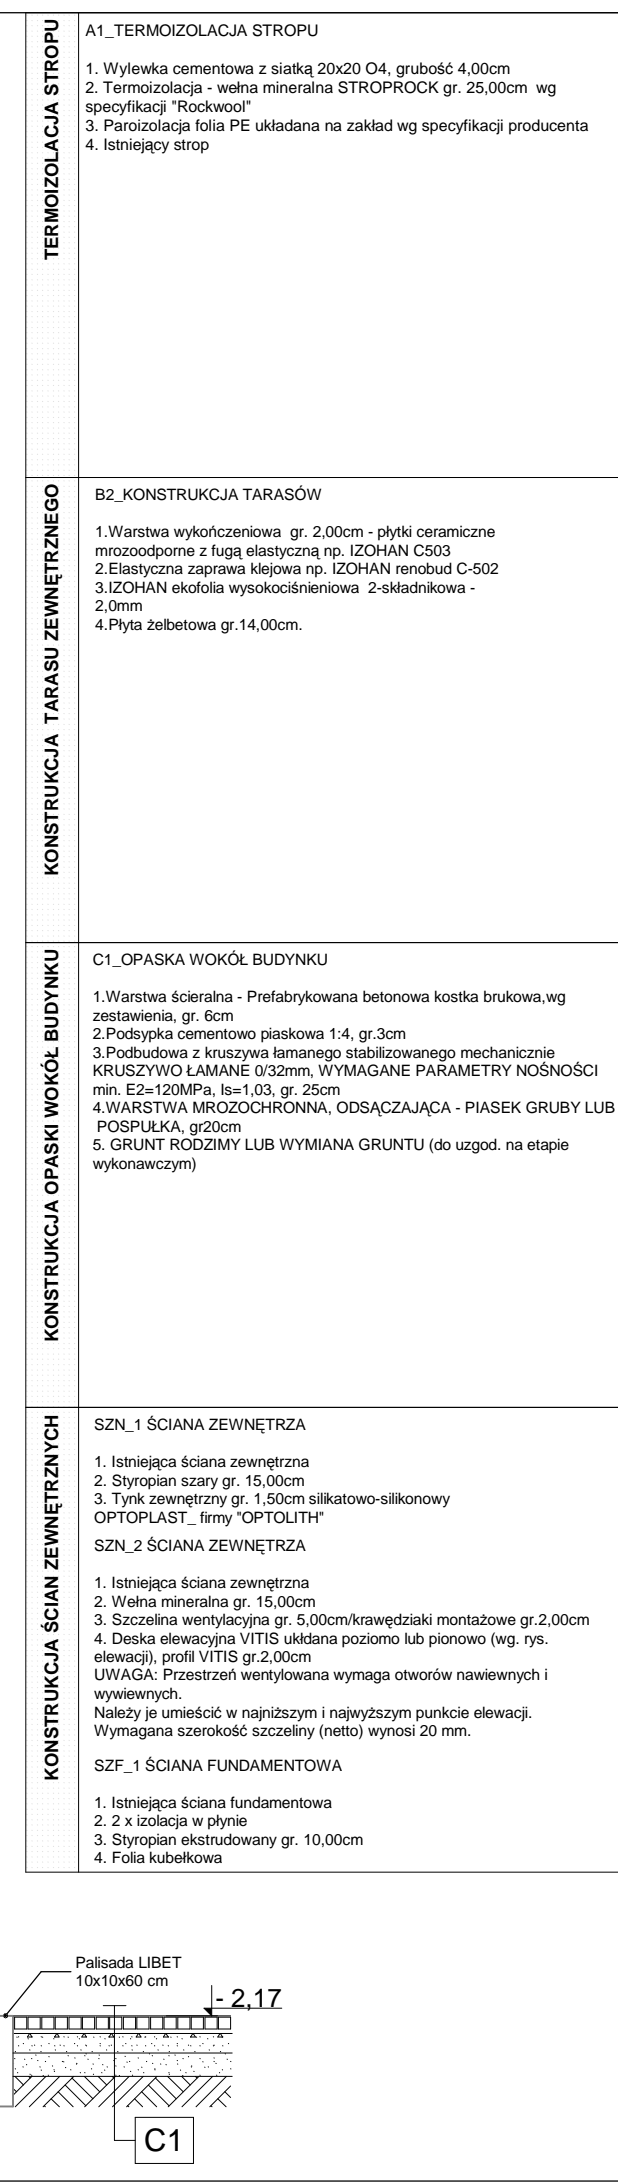 TERMOIZOLACJA STROPU
A1_TERMOIZOLACJA STROPU
1. Wylewka cementowa z siatką 20x20 O4, grubość 4,00cm
2. Termoizolacja - wełna mineralna STROPROCK gr. 25,00cm wg
specyfikacji "Rockwool"
3. Paroizolacja folia PE układana na zakład wg specyfikacji producenta
4. Istniejący strop
KONSTRUKCJA TARASU ZEWNĘTRZNEGO
B2_KONSTRUKCJA TARASÓW
1.Warstwa wykończeniowa gr. 2,00cm - płytki ceramiczne
mrozoodporne z fugą elastyczną np. IZOHAN C503
2.Elastyczna zaprawa klejowa np. IZOHAN renobud C-502
3.IZOHAN ekofolia wysokociśnieniowa 2-składnikowa -
2,0mm
4.Płyta żelbetowa gr.14,00cm.
KONSTRUKCJA OPASKI WOKÓŁ BUDYNKU
C1_OPASKA WOKÓŁ BUDYNKU
1.Warstwa ścieralna - Prefabrykowana betonowa kostka brukowa,wg
zestawienia, gr. 6cm
2.Podsypka cementowo piaskowa 1:4, gr.3cm
3.Podbudowa z kruszywa łamanego stabilizowanego mechanicznie
KRUSZYWO ŁAMANE 0/32mm, WYMAGANE PARAMETRY NOŚNOŚCI
min. E2=120MPa, Is=1,03, gr. 25cm
4.WARSTWA MROZOCHRONNA, ODSĄCZAJĄCA - PIASEK GRUBY LUB
POSPUŁKA, gr20cm
5. GRUNT RODZIMY LUB WYMIANA GRUNTU (do uzgod. na etapie
wykonawczym)
KONSTRUKCJA ŚCIAN ZEWNĘTRZNYCH
SZN_1 ŚCIANA ZEWNĘTRZA
1. Istniejąca ściana zewnętrzna
2. Styropian szary gr. 15,00cm
3. Tynk zewnętrzny gr. 1,50cm silikatowo-silikonowy
OPTOPLAST_ firmy "OPTOLITH"
SZN_2 ŚCIANA ZEWNĘTRZA
1. Istniejąca ściana zewnętrzna
2. Wełna mineralna gr. 15,00cm
3. Szczelina wentylacyjna gr. 5,00cm/krawędziaki montażowe gr.2,00cm
4. Deska elewacyjna VITIS ukłdana poziomo lub pionowo (wg. rys.
elewacji), profil VITIS gr.2,00cm
UWAGA: Przestrzeń wentylowana wymaga otworów nawiewnych i
wywiewnych.
Należy je umieścić w najniższym i najwyższym punkcie elewacji.
Wymagana szerokość szczeliny (netto) wynosi 20 mm.
SZF_1 ŚCIANA FUNDAMENTOWA
1. Istniejąca ściana fundamentowa
2. 2 x izolacja w płynie
3. Styropian ekstrudowany gr. 10,00cm
4. Folia kubełkowa
Palisada LIBET
10x10x60 cm
- 2,17
C1